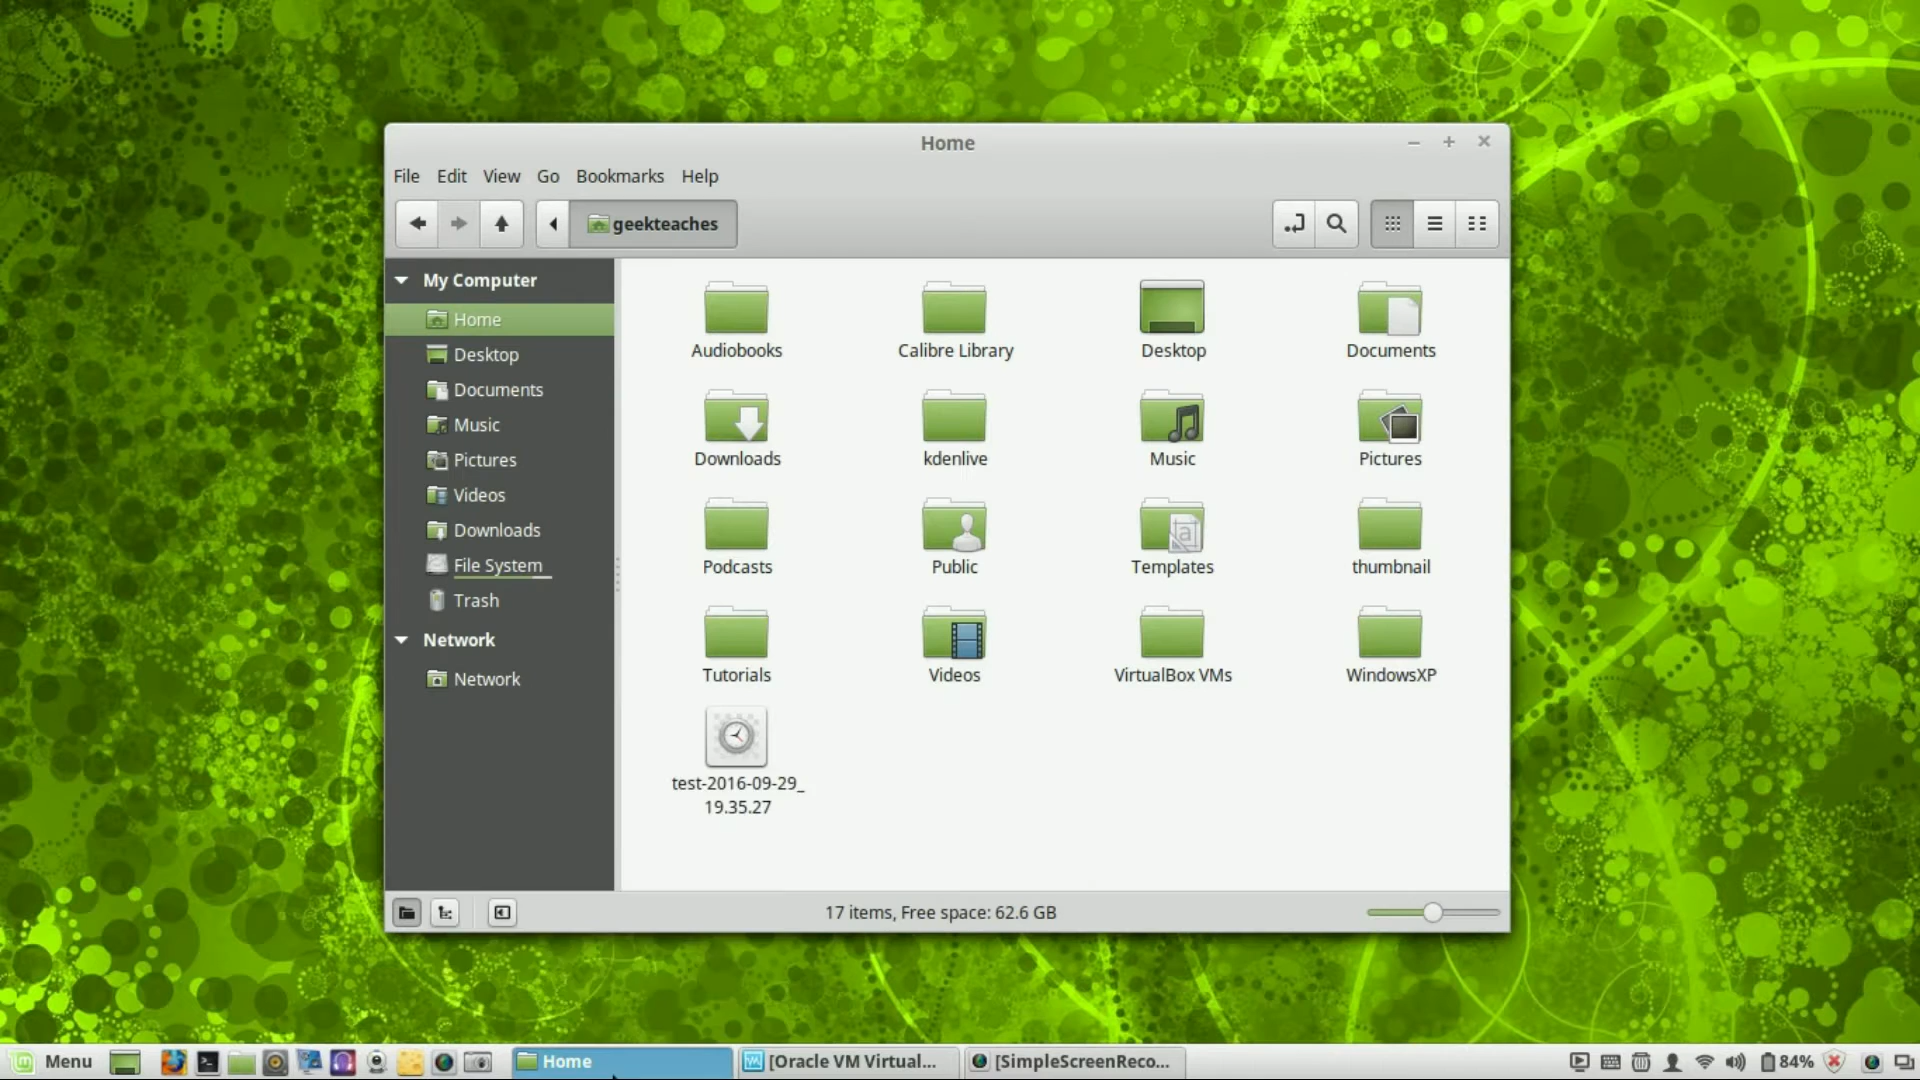 Home
File Edit View Go Bookmarks Help
geekteaches
My Computer
Home
Desktop
Documents
Music
Pictures
Videos
Downloads
File System
Trash
Network
Network
Audiobooks Calibre Library Desktop Documents
Downloads kdenlive Music Pictures
Podcasts Public Templates thumbnail
Tutorials Videos VirtualBox VMs WindowsXP
test-2016-09-29_
19.35.27
17 items, Free space: 62.6 GB
Menu Home [Oracle VM Virtual... [SimpleScreenReco... 84%